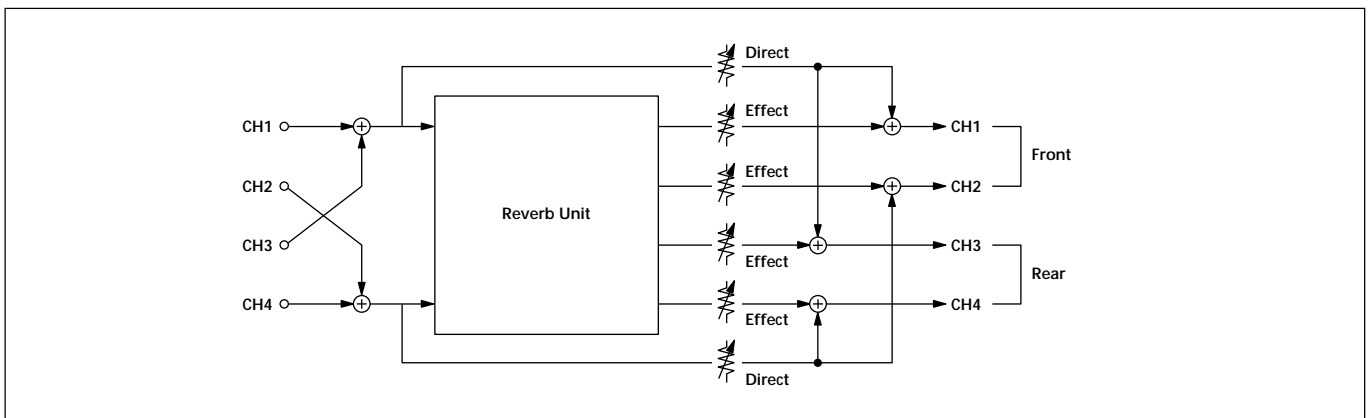 Direct
Effect
CH1
CH1
Front
Effect
CH2
CH2
Reverb Unit
CH3
CH3
Effect
Rear
CH4
CH4
Effect
Direct